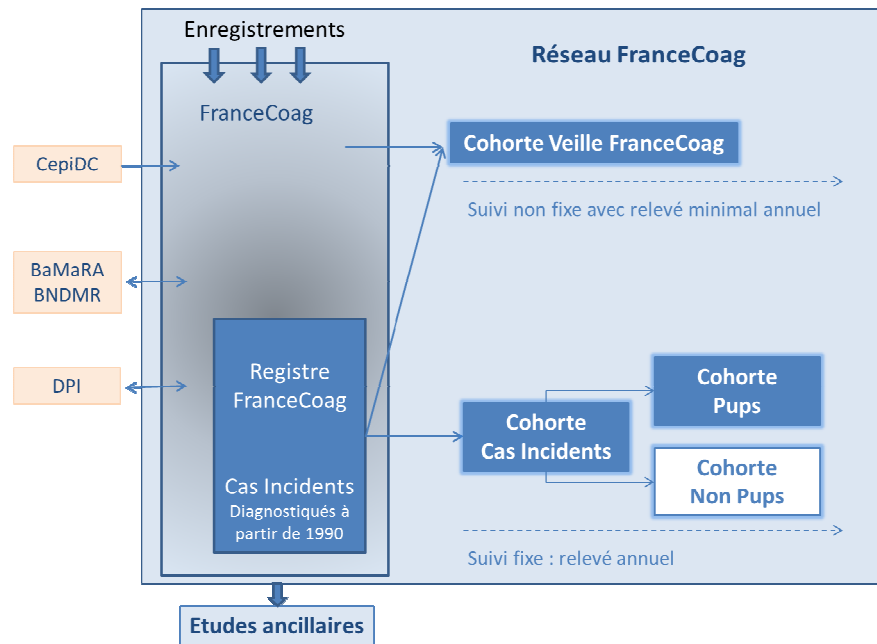 Enregistrements
Réseau FranceCoag
FranceCoag
Cohorte Veille FranceCoag
CepiDC
Suivi non fixe avec relevé minimal annuel
BaMaRA
BNDMR
Registre
FranceCoag
DPI
Cohorte
Pups
Cohorte
Cas Incidents
Cohorte
Non Pups
Cas Incidents
Diagnostiqués à
partir de 1990
Suivi fixe : relevé annuel
Etudes ancillaires